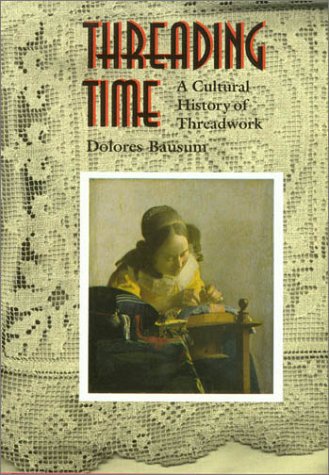 THREADING
TIME
A Cultural
History of
Threadwork
Dolores Bausum